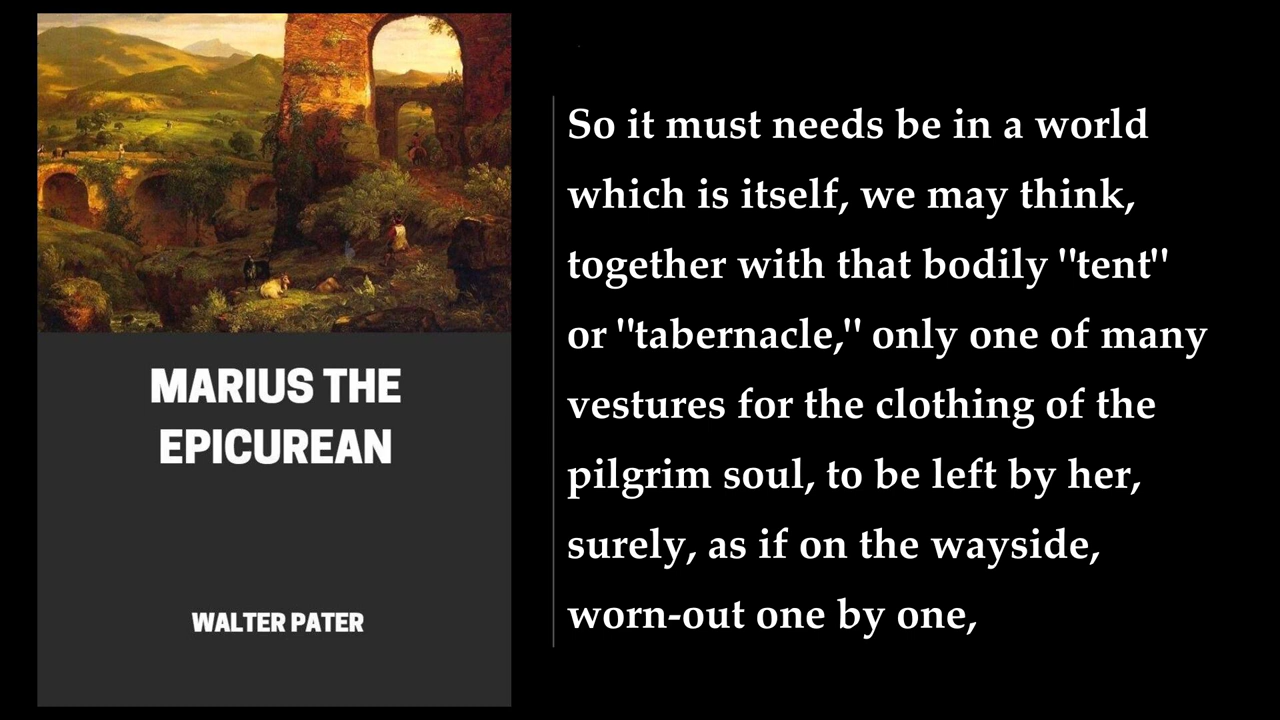 MARIUS THE
EPICUREAN
WALTER PATER
So it must needs be in a world
which is itself, we may think,
together with that bodily "tent"
or "tabernacle," only one of many
vestures for the clothing of the
pilgrim soul, to be left by her,
surely, as if on the wayside,
worn-out one by one,